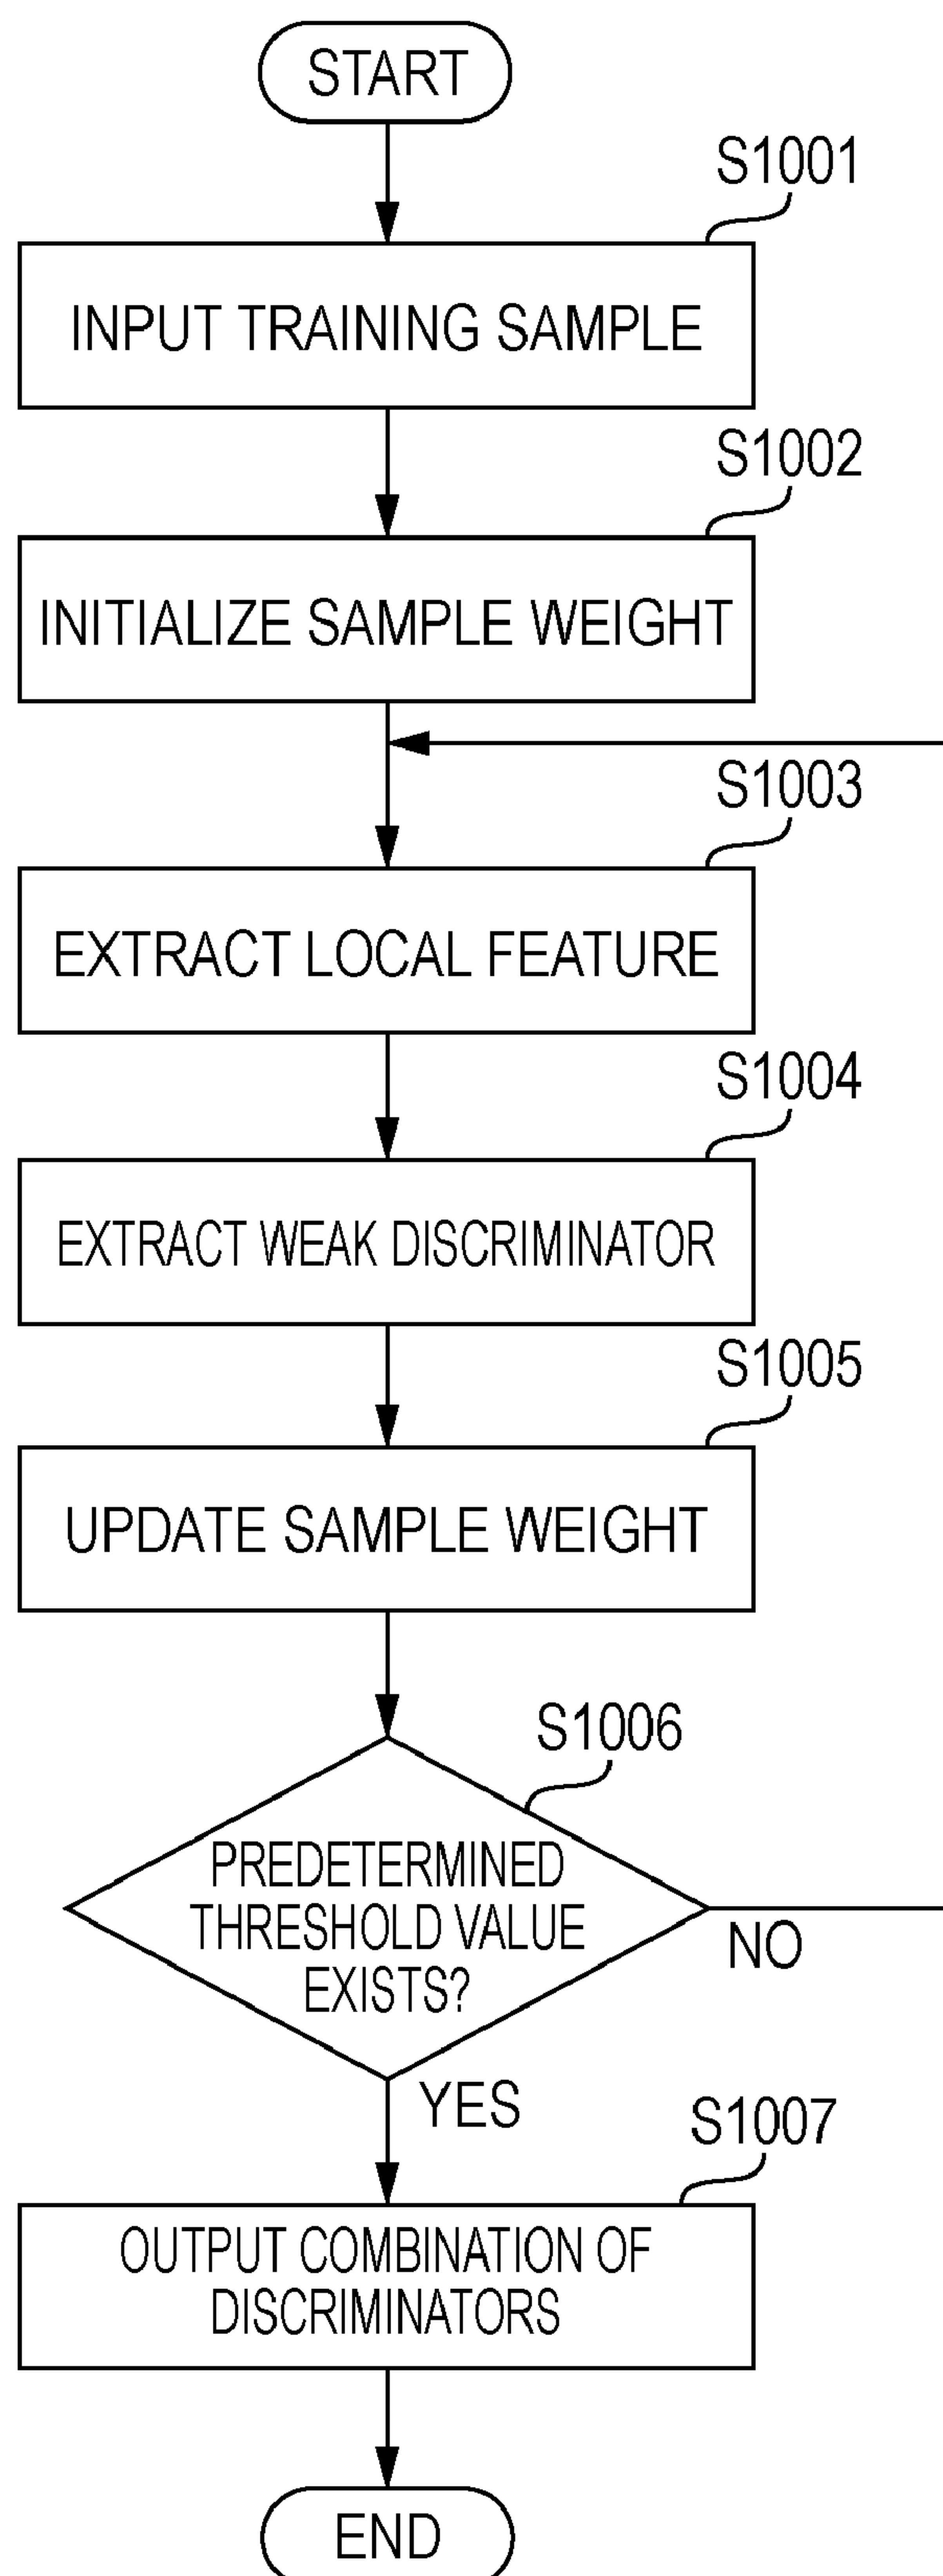 START
S1001
INPUT TRAINING SAMPLE
S1002
INITIALIZE SAMPLE WEIGHT
S1003
EXTRACT LOCAL FEATURE
S1004
EXTRACT WEAK DISCRIMINATOR
S1005
UPDATE SAMPLE WEIGHT
S1006
PREDETERMINED
THRESHOLD VALUE
EXISTS?
NO
YES
S1007
OUTPUT COMBINATION OF
DISCRIMINATORS
END